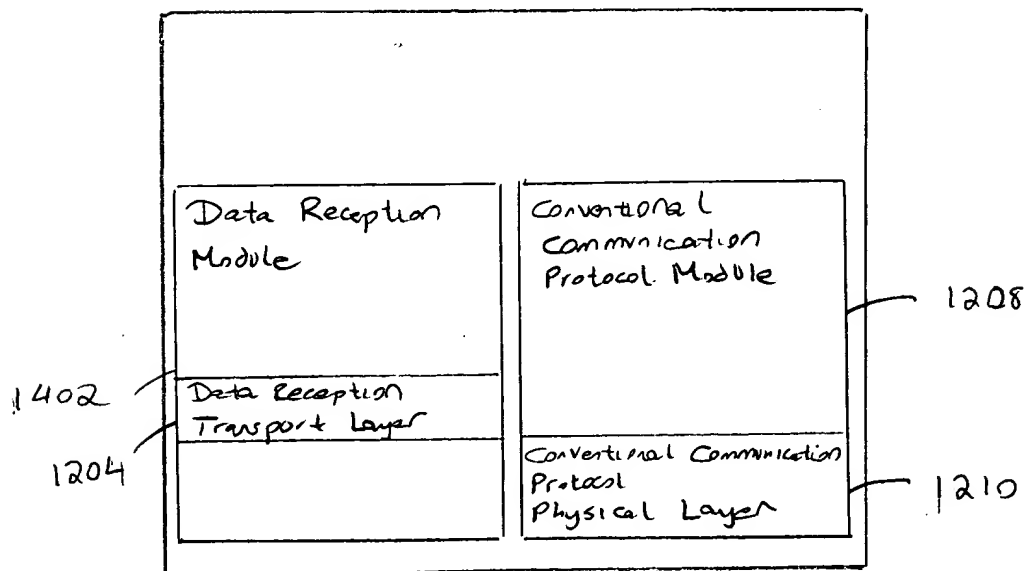 Data Reception
Module
Data Reception
Transport Layer
1402
1204
Conventional
Communication
Protocol Module
Conventional Communication
Protocol
Physical Layer
1208
1210